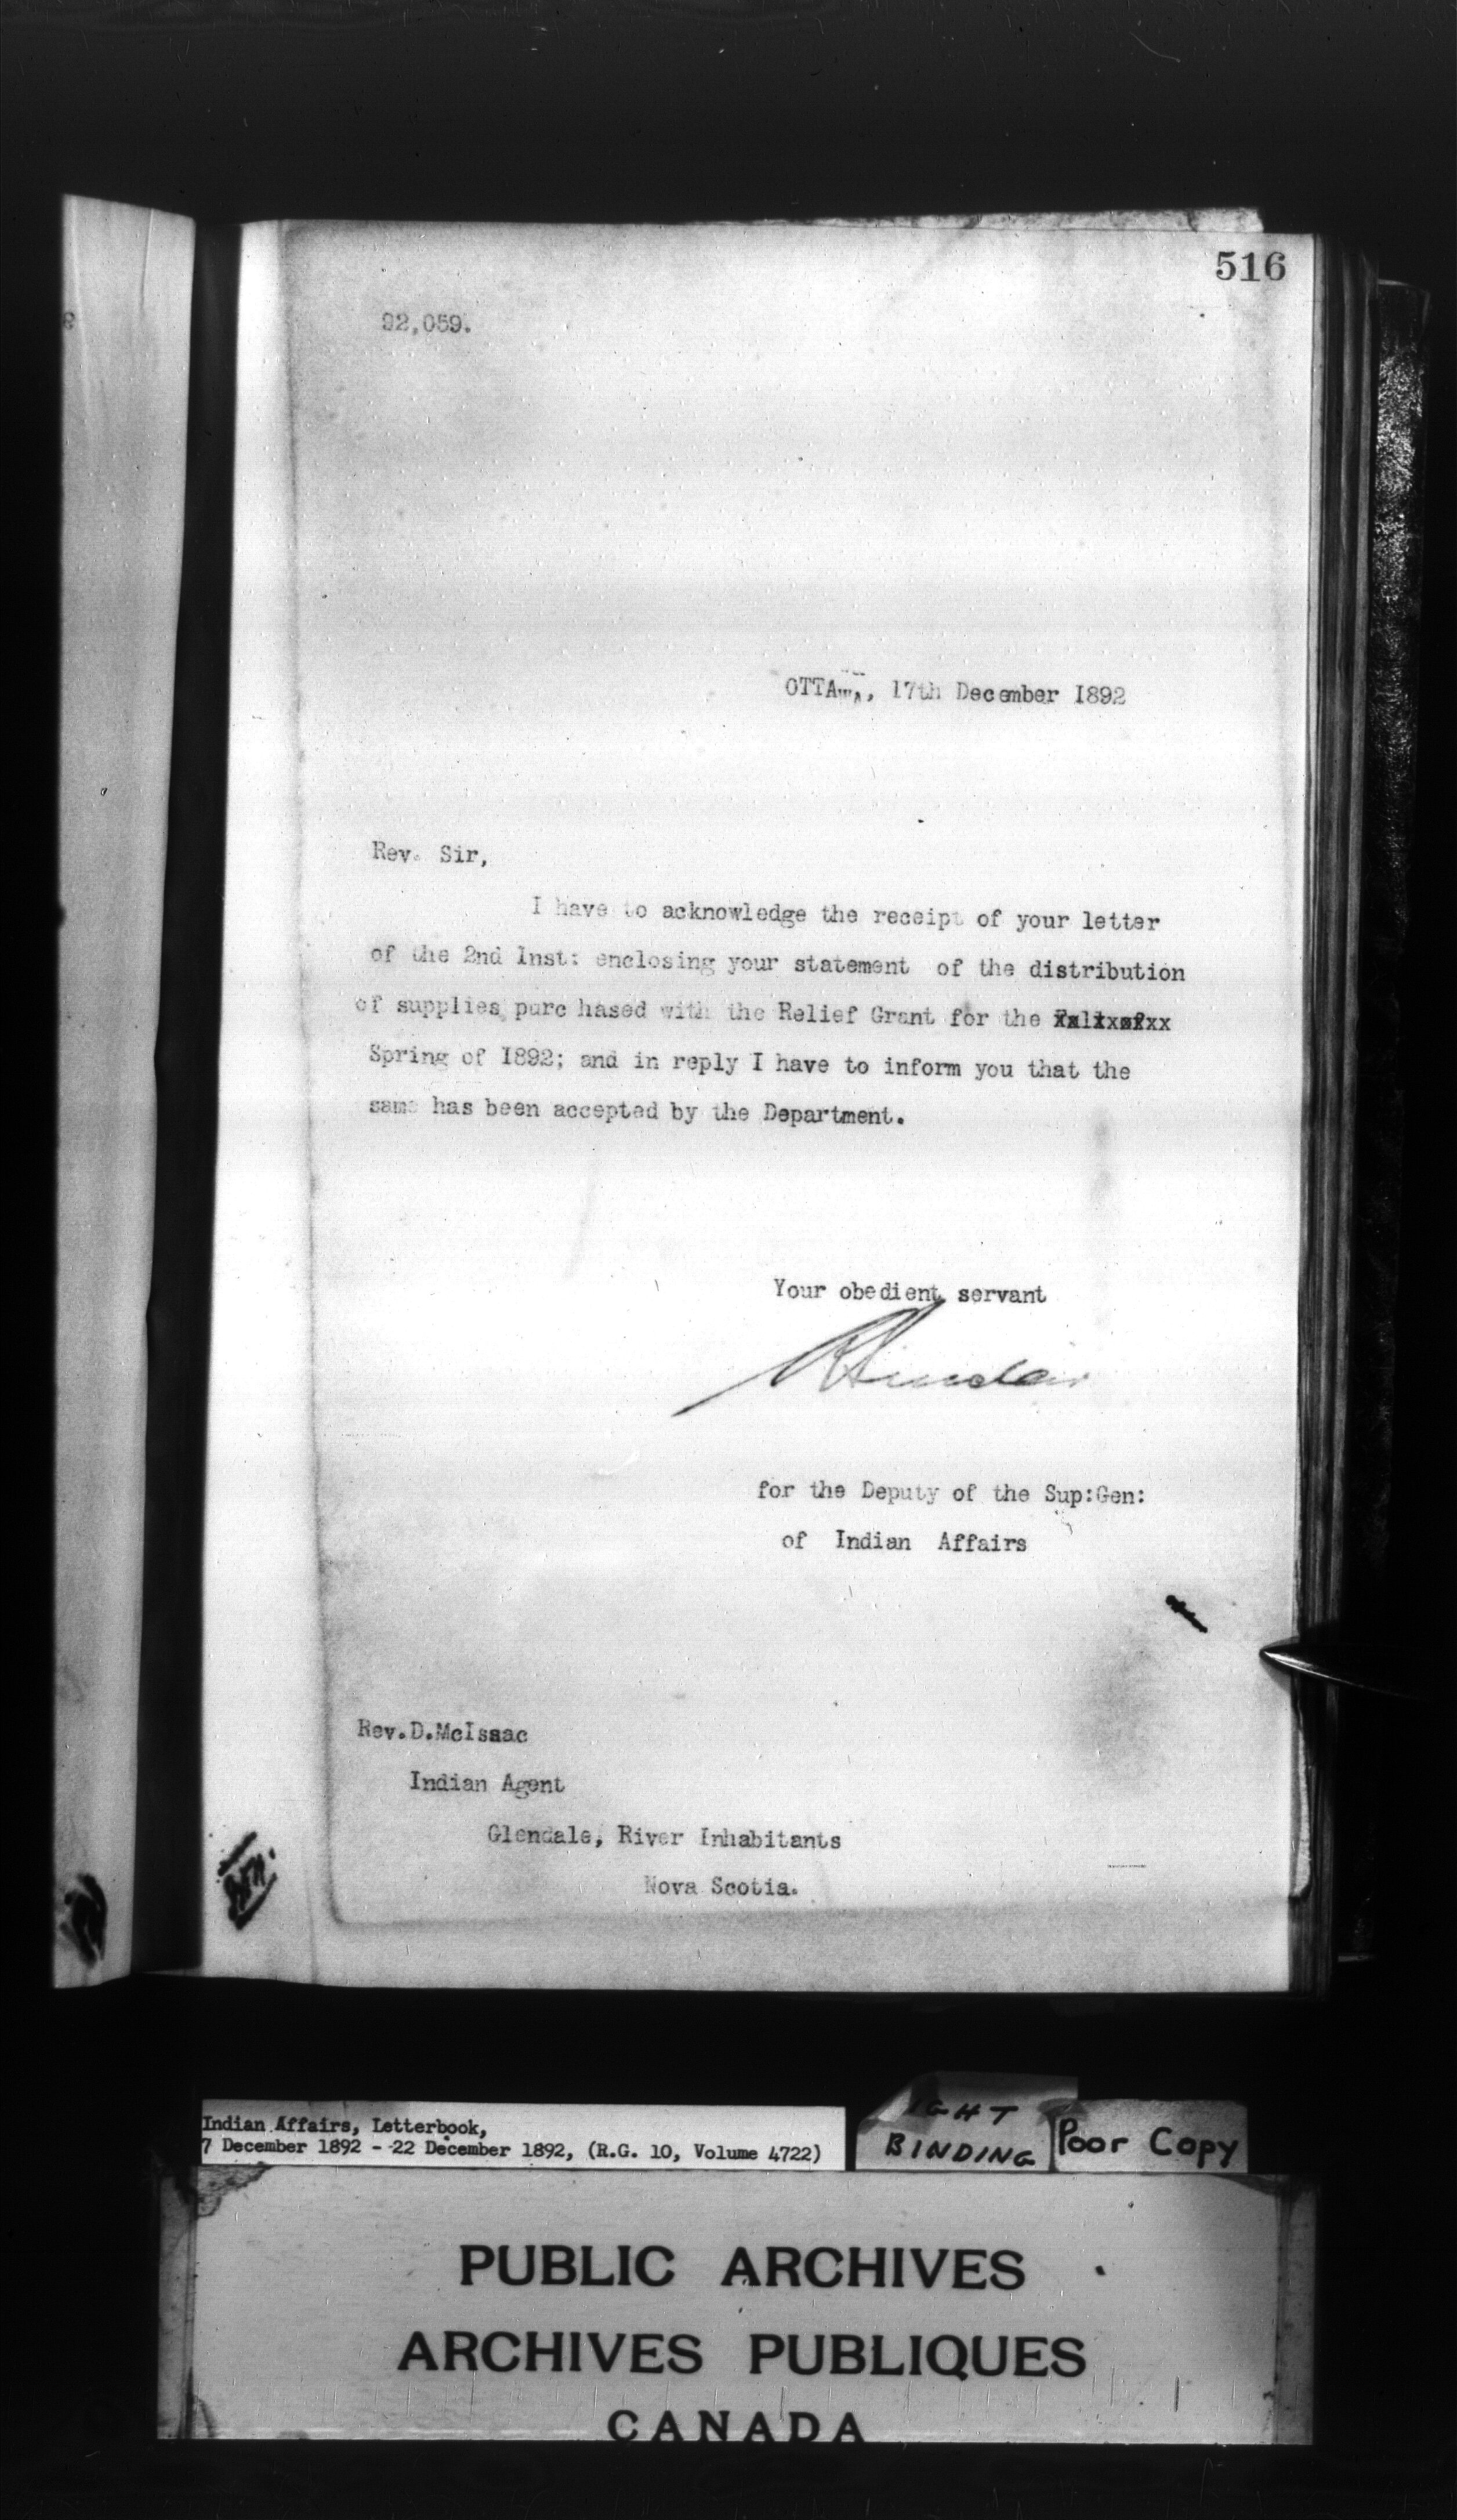 516
92,059.
OTTAWA, 17th December 1892
Rev. Sir,
I have to acknowledge the receipt of your letter
of the 2nd Inst: enclosing your statement of the distribution
of supplies purc hased with the Relief Grant for the
Spring of 1892; and in reply I have to inform you that the
same has been accepted by the Department.
Your obedient servant
for the Deputy of the Sup:Gen:
of Indian Affairs
Rev.D.McIsaac
Indian Agent
Glendale, River Inhabitants
Nova Scotia.
Indian Affairs, Letterbook,
7 December 1892 - 22 December 1892, (R.G. 10, Volume 4722)
IGHT
BINDING
Poor Copy
PUBLIC ARCHIVES
ARCHIVES PUBLIQUES
CANADA